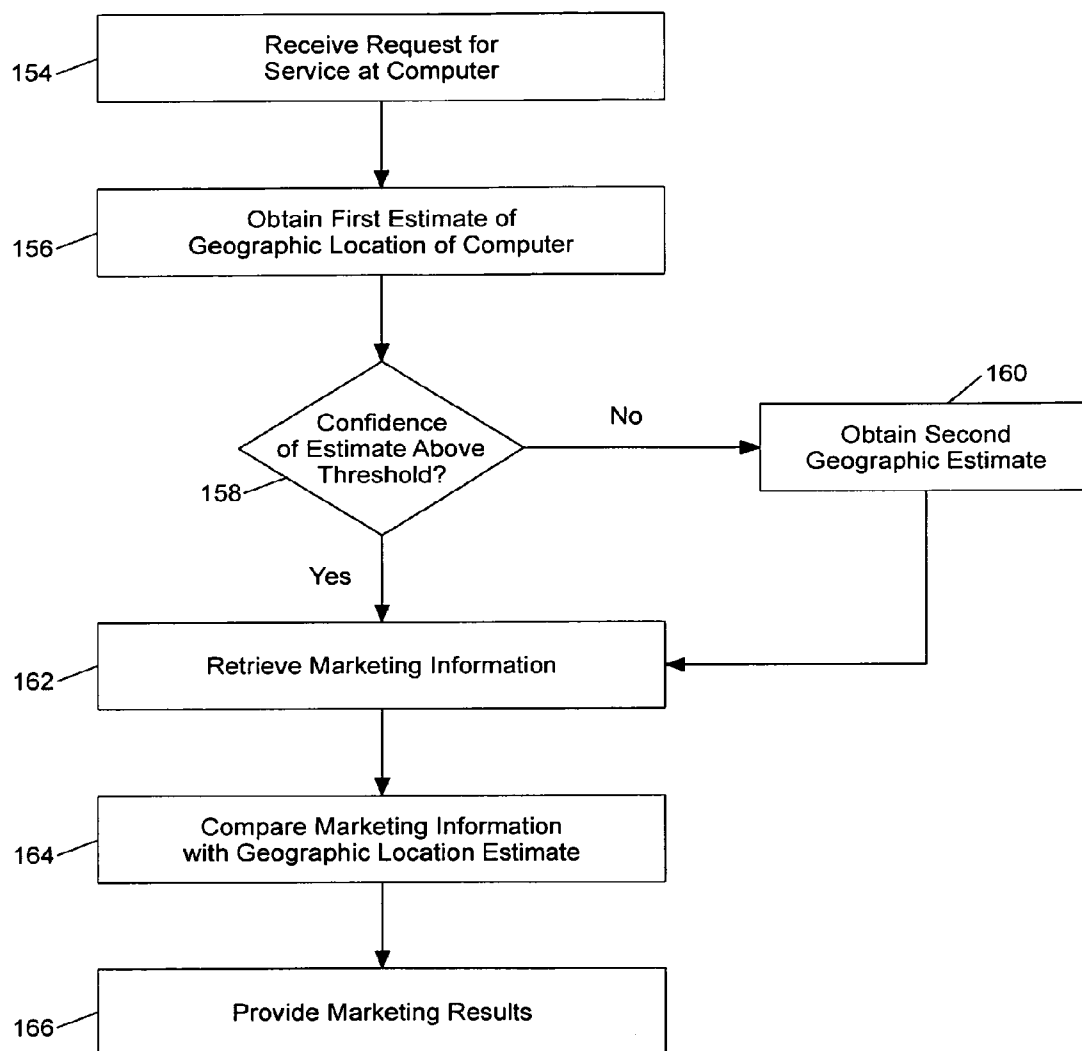 Receive Request for
Service at Computer
154
Obtain First Estimate of
Geographic Location of Computer
156
Confidence
of Estimate Above
Threshold?
158
No
160
Obtain Second
Geographic Estimate
Yes
Retrieve Marketing Information
162
Compare Marketing Information
with Geographic Location Estimate
164
Provide Marketing Results
166